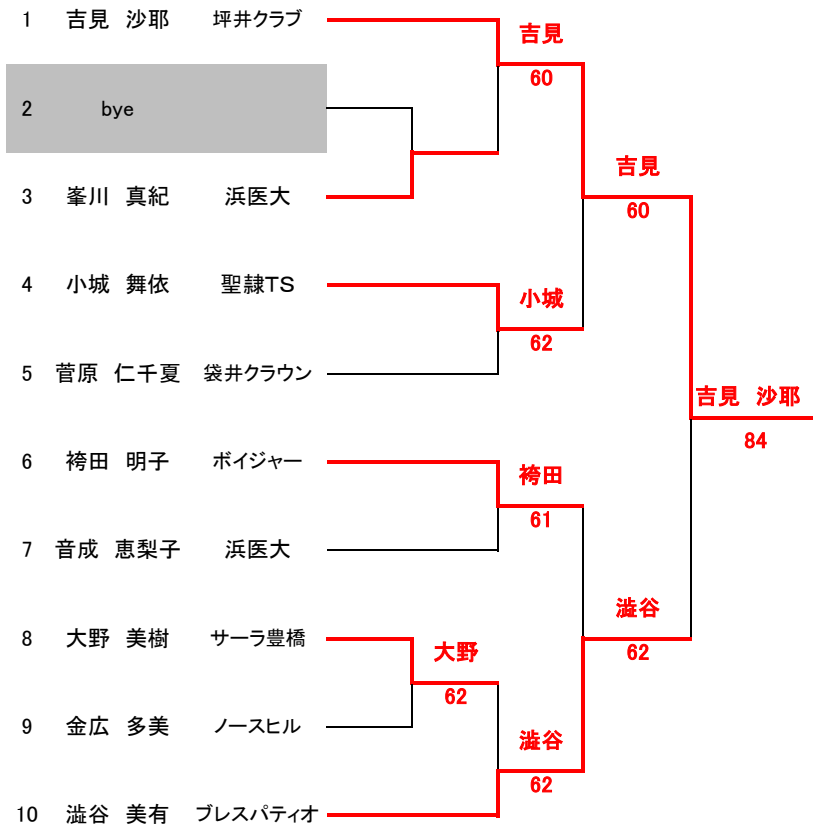 1 吉見 沙耶 坪井クラブ
吉見
60
2 bye
吉見
60
3 峯川 真紀 浜医大
4 小城 舞依 聖隷TS
小城
62
5 菅原 仁千夏 袋井クラウン
吉見 沙耶
84
6 袴田 明子 ボイジャー
袴田
61
7 音成 恵梨子 浜医大
澁谷
62
8 大野 美樹 サーラ豊橋
大野
62
9 金広 多美 ノースヒル
澁谷
62
10 澁谷 美有 ブレスパティオ